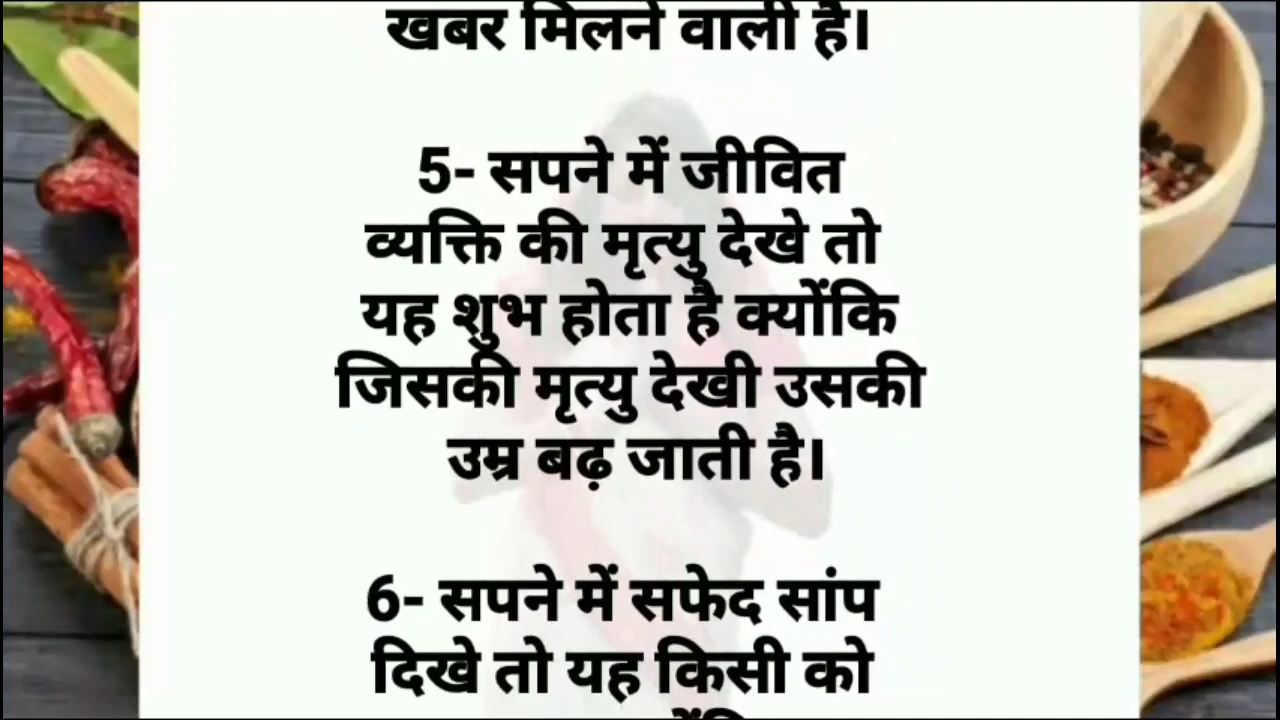 खबर मिलने वाली है।
5- सपने में जीवित
व्यक्ति की मृत्यु देखे तो
यह शुभ होता है क्योंकि
जिसकी मृत्यु देखी उसकी
उम्र बढ़ जाती है।
6- सपने में सफेद सांप
दिखे तो यह किसी को